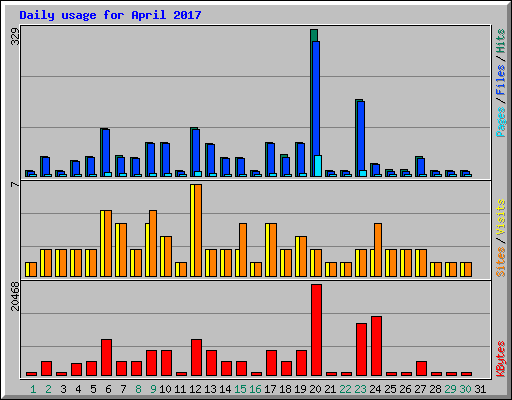 Daily usage for April 2017
329
Pages / Files / Hits
7
Sites / Visits
20468
KBytes
1 2 3 4 5 6 7 8 9 10 11 12 13 14 15 16 17 18 19 20 21 22 23 24 25 26 27 28 29 30 31